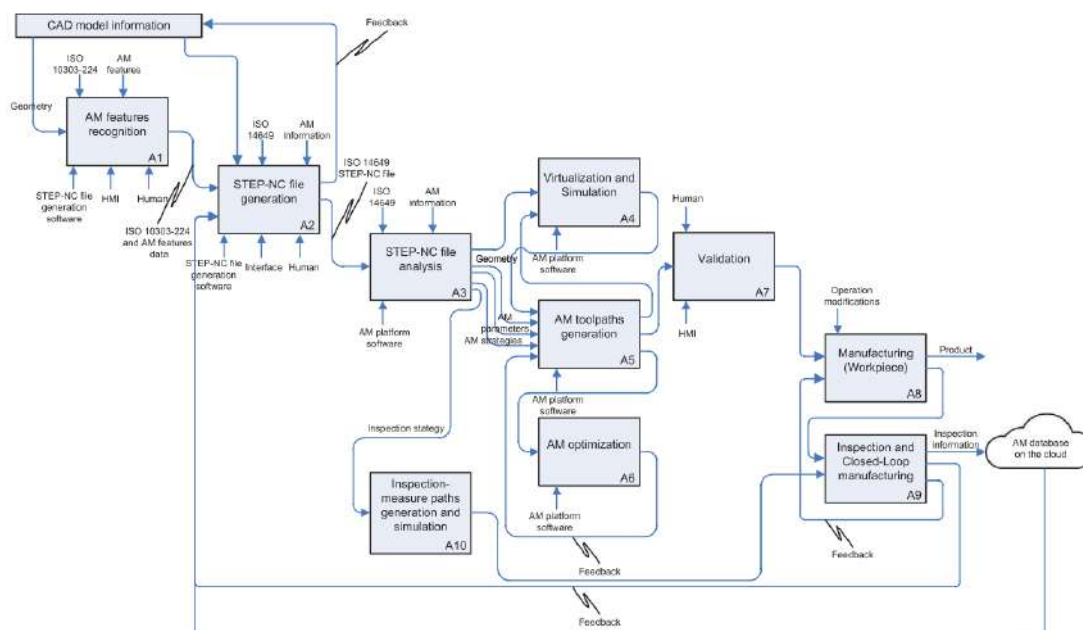 CAD model information
Feedback
ISO
10303-224
AM
features
Geometry
AM features
recognition
A1
STEP-NC file
generation
software
HMI
Human
ISO 10303-224
and AM features
data
ISO
14649
AM
information
STEP-NC file
generation
A2
STEP-NC file
generation
software
Interface
Human
ISO 14649
STEP-NC file
ISO
14649
AM
information
STEP-NC file
analysis
A3
AM platform
software
Geometry
AM
parameters
AM strategies
Inspection stategy
Virtualization and
Simulation
A4
AM platform
software
AM toolpaths
generation
A5
AM platform
software
AM optimization
A6
AM platform
software
Feedback
Human
Validation
A7
HMI
Operation
modifications
Manufacturing
(Workpiece)
A8
Product
Inspection and
Closed-Loop
manufacturing
A9
Inspection
information
AM database
on the cloud
Feedback
Inspection-
measure paths
generation and
simulation
A10
Feedback